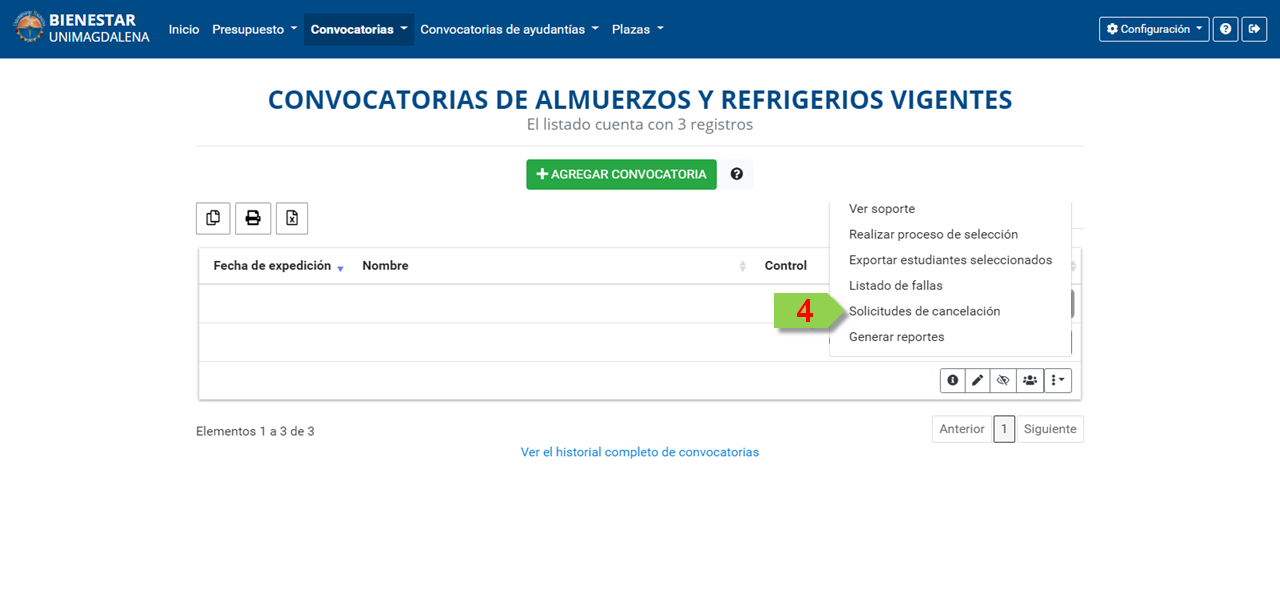 BIENESTAR
UNIMAGDALENA
Inicio Presupuesto Convocatorias Convocatorias de ayudantías Plazas Configuración
CONVOCATORIAS DE ALMUERZOS Y REFRIGERIOS VIGENTES
El listado cuenta con 3 registros
AGREGAR CONVOCATORIA
Ver soporte
Realizar proceso de selección
Exportar estudiantes seleccionados
Listado de fallas
Solicitudes de cancelación
Generar reportes
4
Fecha de expedición Nombre Control
Elementos 1 a 3 de 3
Anterior 1 Siguiente
Ver el historial completo de convocatorias